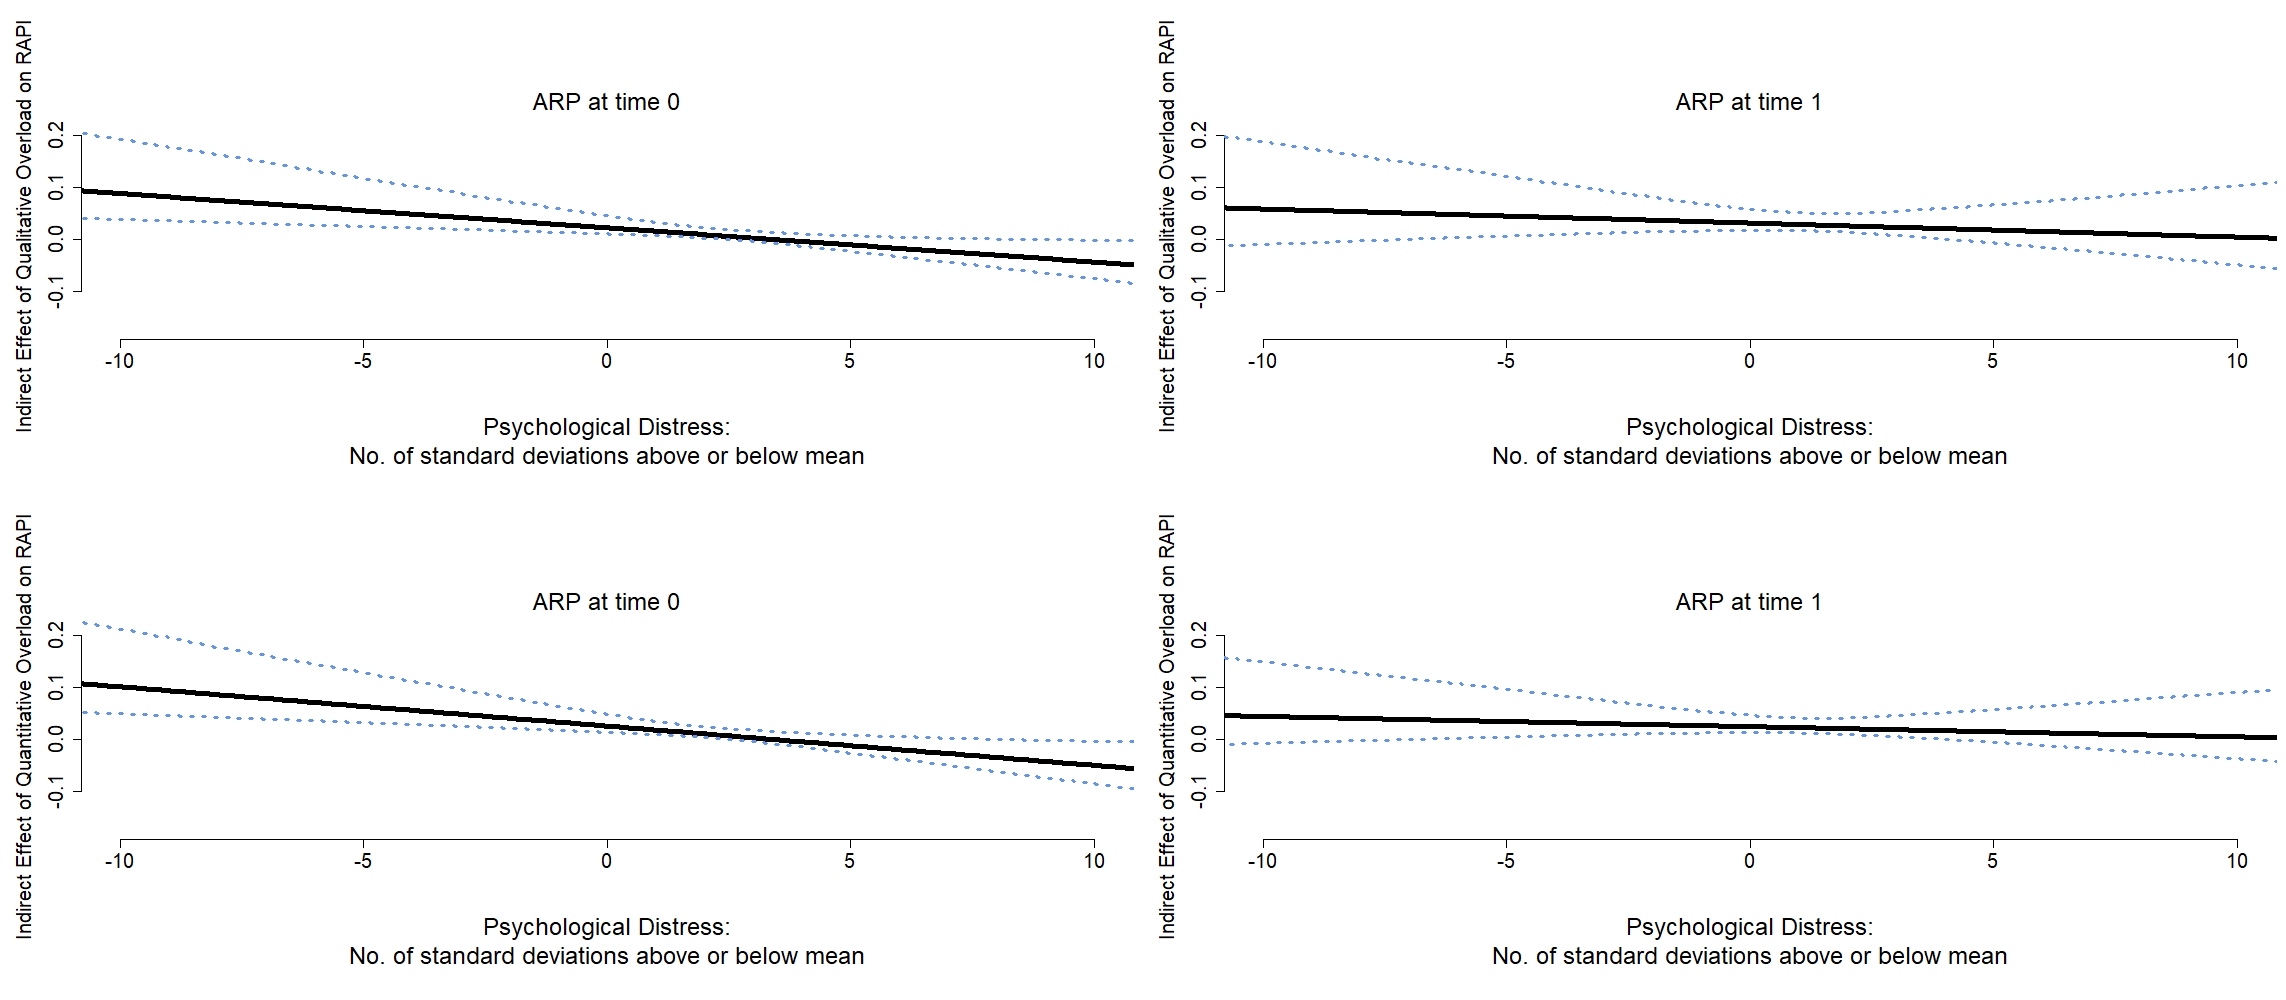 Indirect Effect of Qualitative Overload on RAPI
ARP at time 0
0.2
0.1
0.0
-0.1
-10 -5 0 5 10
Psychological Distress:
No. of standard deviations above or below mean
Indirect Effect of Qualitative Overload on RAPI
ARP at time 1
0.2
0.1
0.0
-0.1
-10 -5 0 5 10
Psychological Distress:
No. of standard deviations above or below mean
Indirect Effect of Quantitative Overload on RAPI
ARP at time 0
0.2
0.1
0.0
-0.1
-10 -5 0 5 10
Psychological Distress:
No. of standard deviations above or below mean
Indirect Effect of Quantitative Overload on RAPI
ARP at time 1
0.2
0.1
0.0
-0.1
-10 -5 0 5 10
Psychological Distress:
No. of standard deviations above or below mean